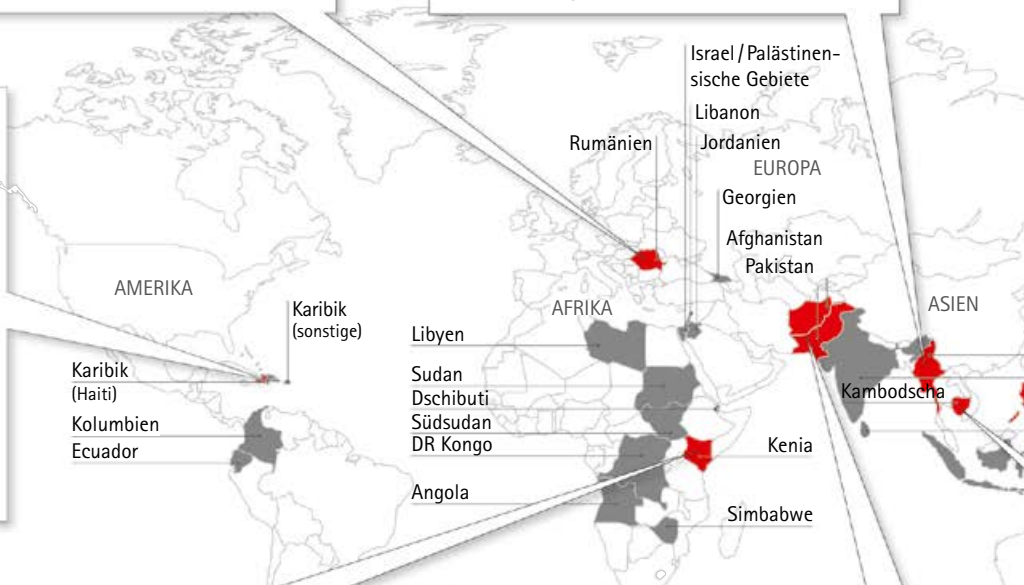 Israel / Palästinen-
sische Gebiete
Libanon
Jordanien
Rumänien
EUROPA
Georgien
Afghanistan
Pakistan
AMERIKA
AFRIKA
ASIEN
Karibik
(sonstige)
Libyen
Karibik
(Haiti)
Sudan
Dschibuti
Kambodscha
Kolumbien
Südsudan
Ecuador
DR Kongo
Kenia
Angola
Simbabwe